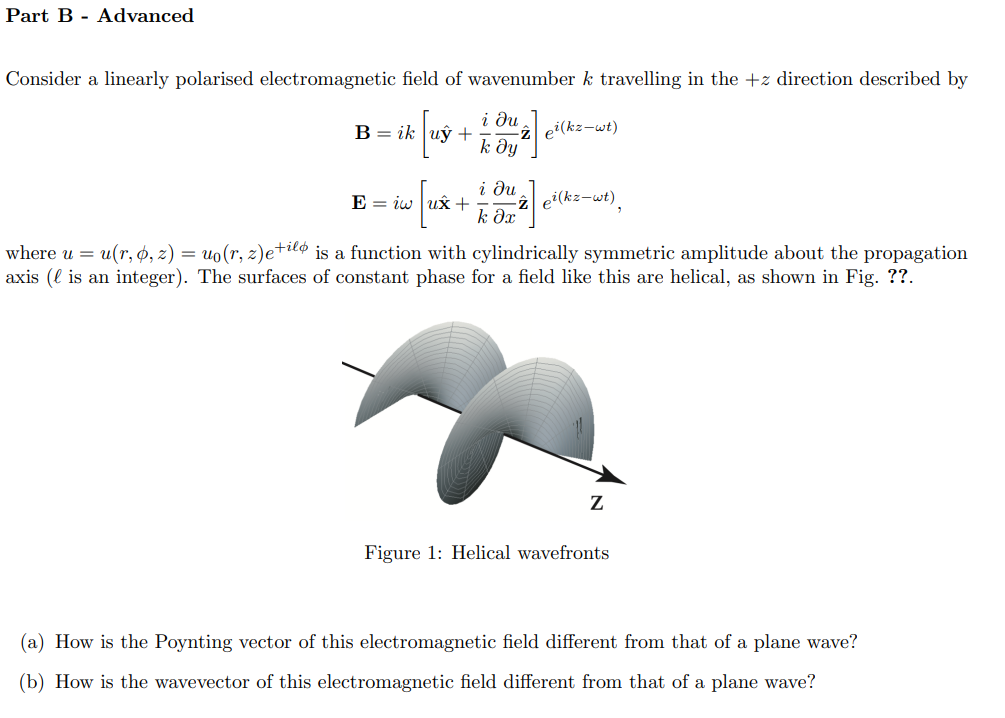 Part B - Advanced
Consider a linearly polarised electromagnetic field of wavenumber k travelling in the +z direction described by
B = ik [uŷ + (i/k) (∂u/∂y) ẑ] e^{i(kz−ωt)}
E = iω [ux̂ + (i/k) (∂u/∂x) ẑ] e^{i(kz−ωt)},
where u = u(r, ϕ, z) = u₀(r, z)e^{+iℓϕ} is a function with cylindrically symmetric amplitude about the propagation
axis (ℓ is an integer). The surfaces of constant phase for a field like this are helical, as shown in Fig. ??.
Z
Figure 1: Helical wavefronts
(a) How is the Poynting vector of this electromagnetic field different from that of a plane wave?
(b) How is the wavevector of this electromagnetic field different from that of a plane wave?